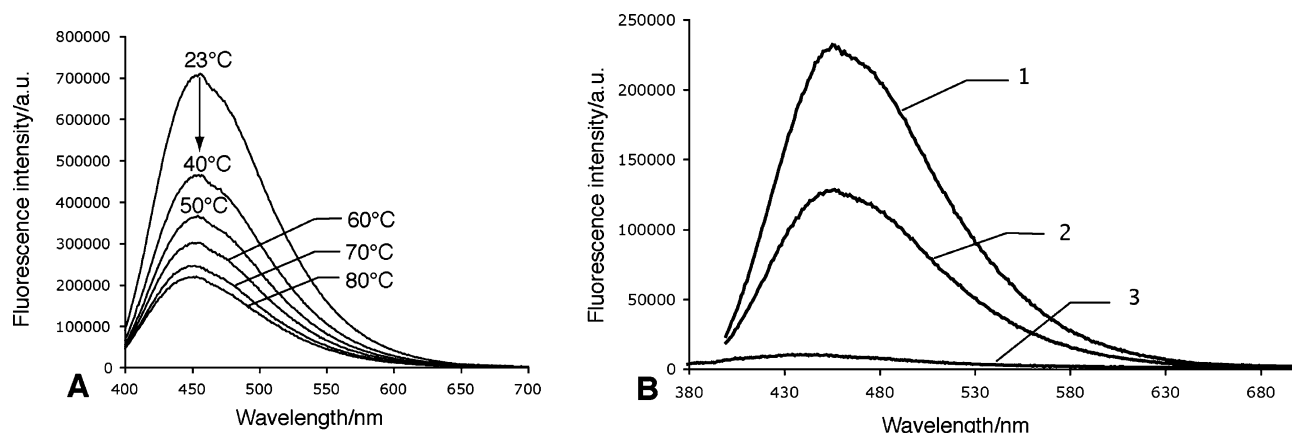 800000
700000
600000
500000
400000
300000
200000
100000
0
Fluorescence intensity/a.u.
23°C
40°C
50°C
60°C
70°C
80°C
400 450 500 550 600 650 700
A
Wavelength/nm
250000
200000
150000
100000
50000
0
Fluorescence intensity/a.u.
1
2
3
380 430 480 530 580 630 680
B
Wavelength/nm